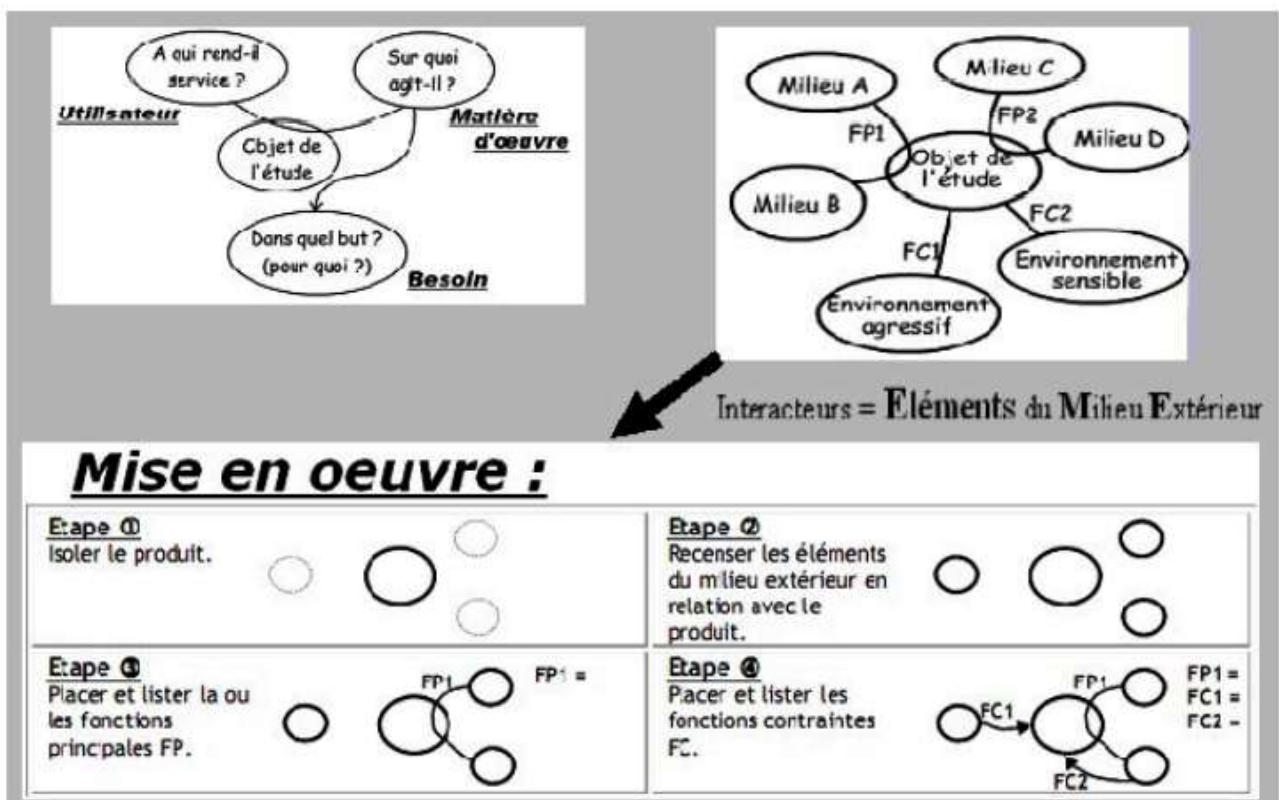 A qui rend-il
service ?
Sur quoi
agit-il ?
Utilisateur
Matière
d'œuvre
Objet de
l'étude
Dans quel but ?
(pour quoi ?)
Besoin
Milieu A
Milieu C
FP1
FP2
Milieu D
Objet de
l'étude
Milieu B
FC2
FC1
Environnement
sensible
Environnement
agressif
Interacteurs = Eléments du Milieu Extérieur
Mise en oeuvre :
Etape ①
Isoler le produit.
Etape ②
Recenser les éléments
du milieu extérieur en
relation avec le
produit.
Etape ③
Placer et lister la ou
les fonctions
principales FP.
FP1
FP1 =
Etape ④
Placer et lister les
fonctions contraintes
FC.
FC1
FP1
FC2
FP1 =
FC1 =
FC2 =